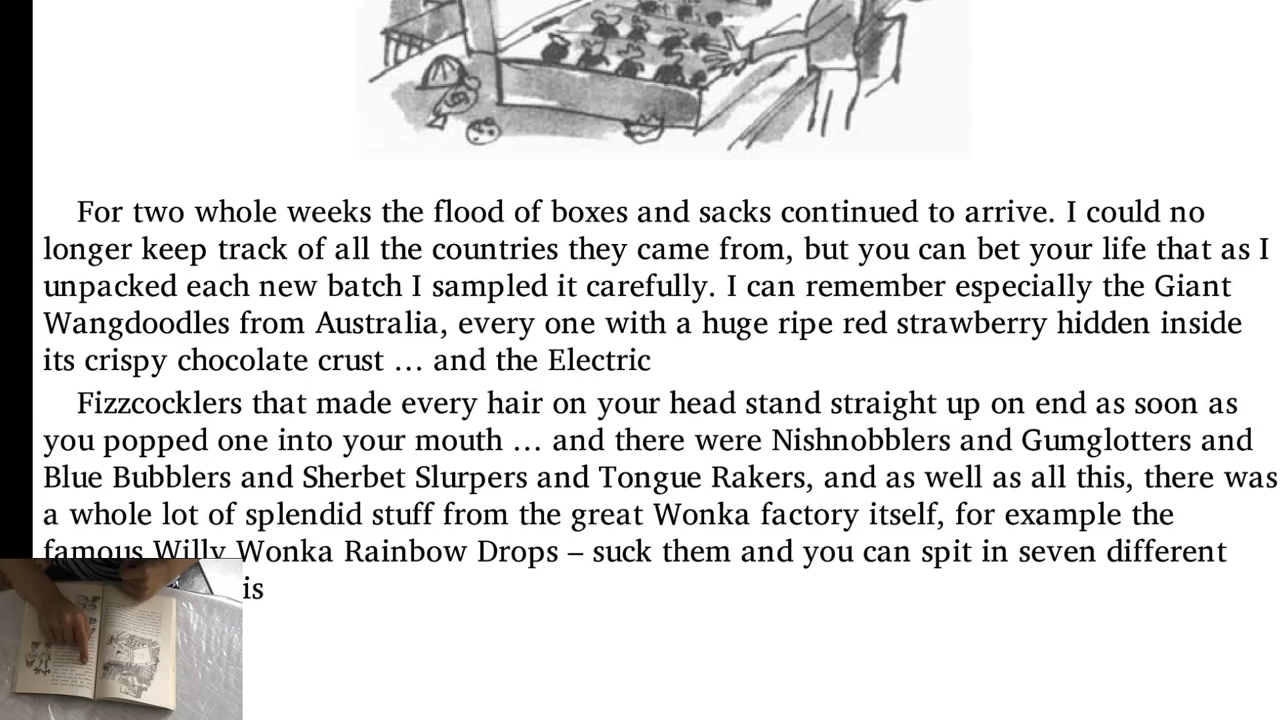 For two whole weeks the flood of boxes and sacks continued to arrive. I could no
longer keep track of all the countries they came from, but you can bet your life that as I
unpacked each new batch I sampled it carefully. I can remember especially the Giant
Wangdoodles from Australia, every one with a huge ripe red strawberry hidden inside
its crispy chocolate crust … and the Electric
Fizzcocklers that made every hair on your head stand straight up on end as soon as
you popped one into your mouth … and there were Nishnobblers and Gumglotters and
Blue Bubblers and Sherbet Slurpers and Tongue Rakers, and as well as all this, there was
a whole lot of splendid stuff from the great Wonka factory itself, for example the
famous Willy Wonka Rainbow Drops – suck them and you can spit in seven different
is